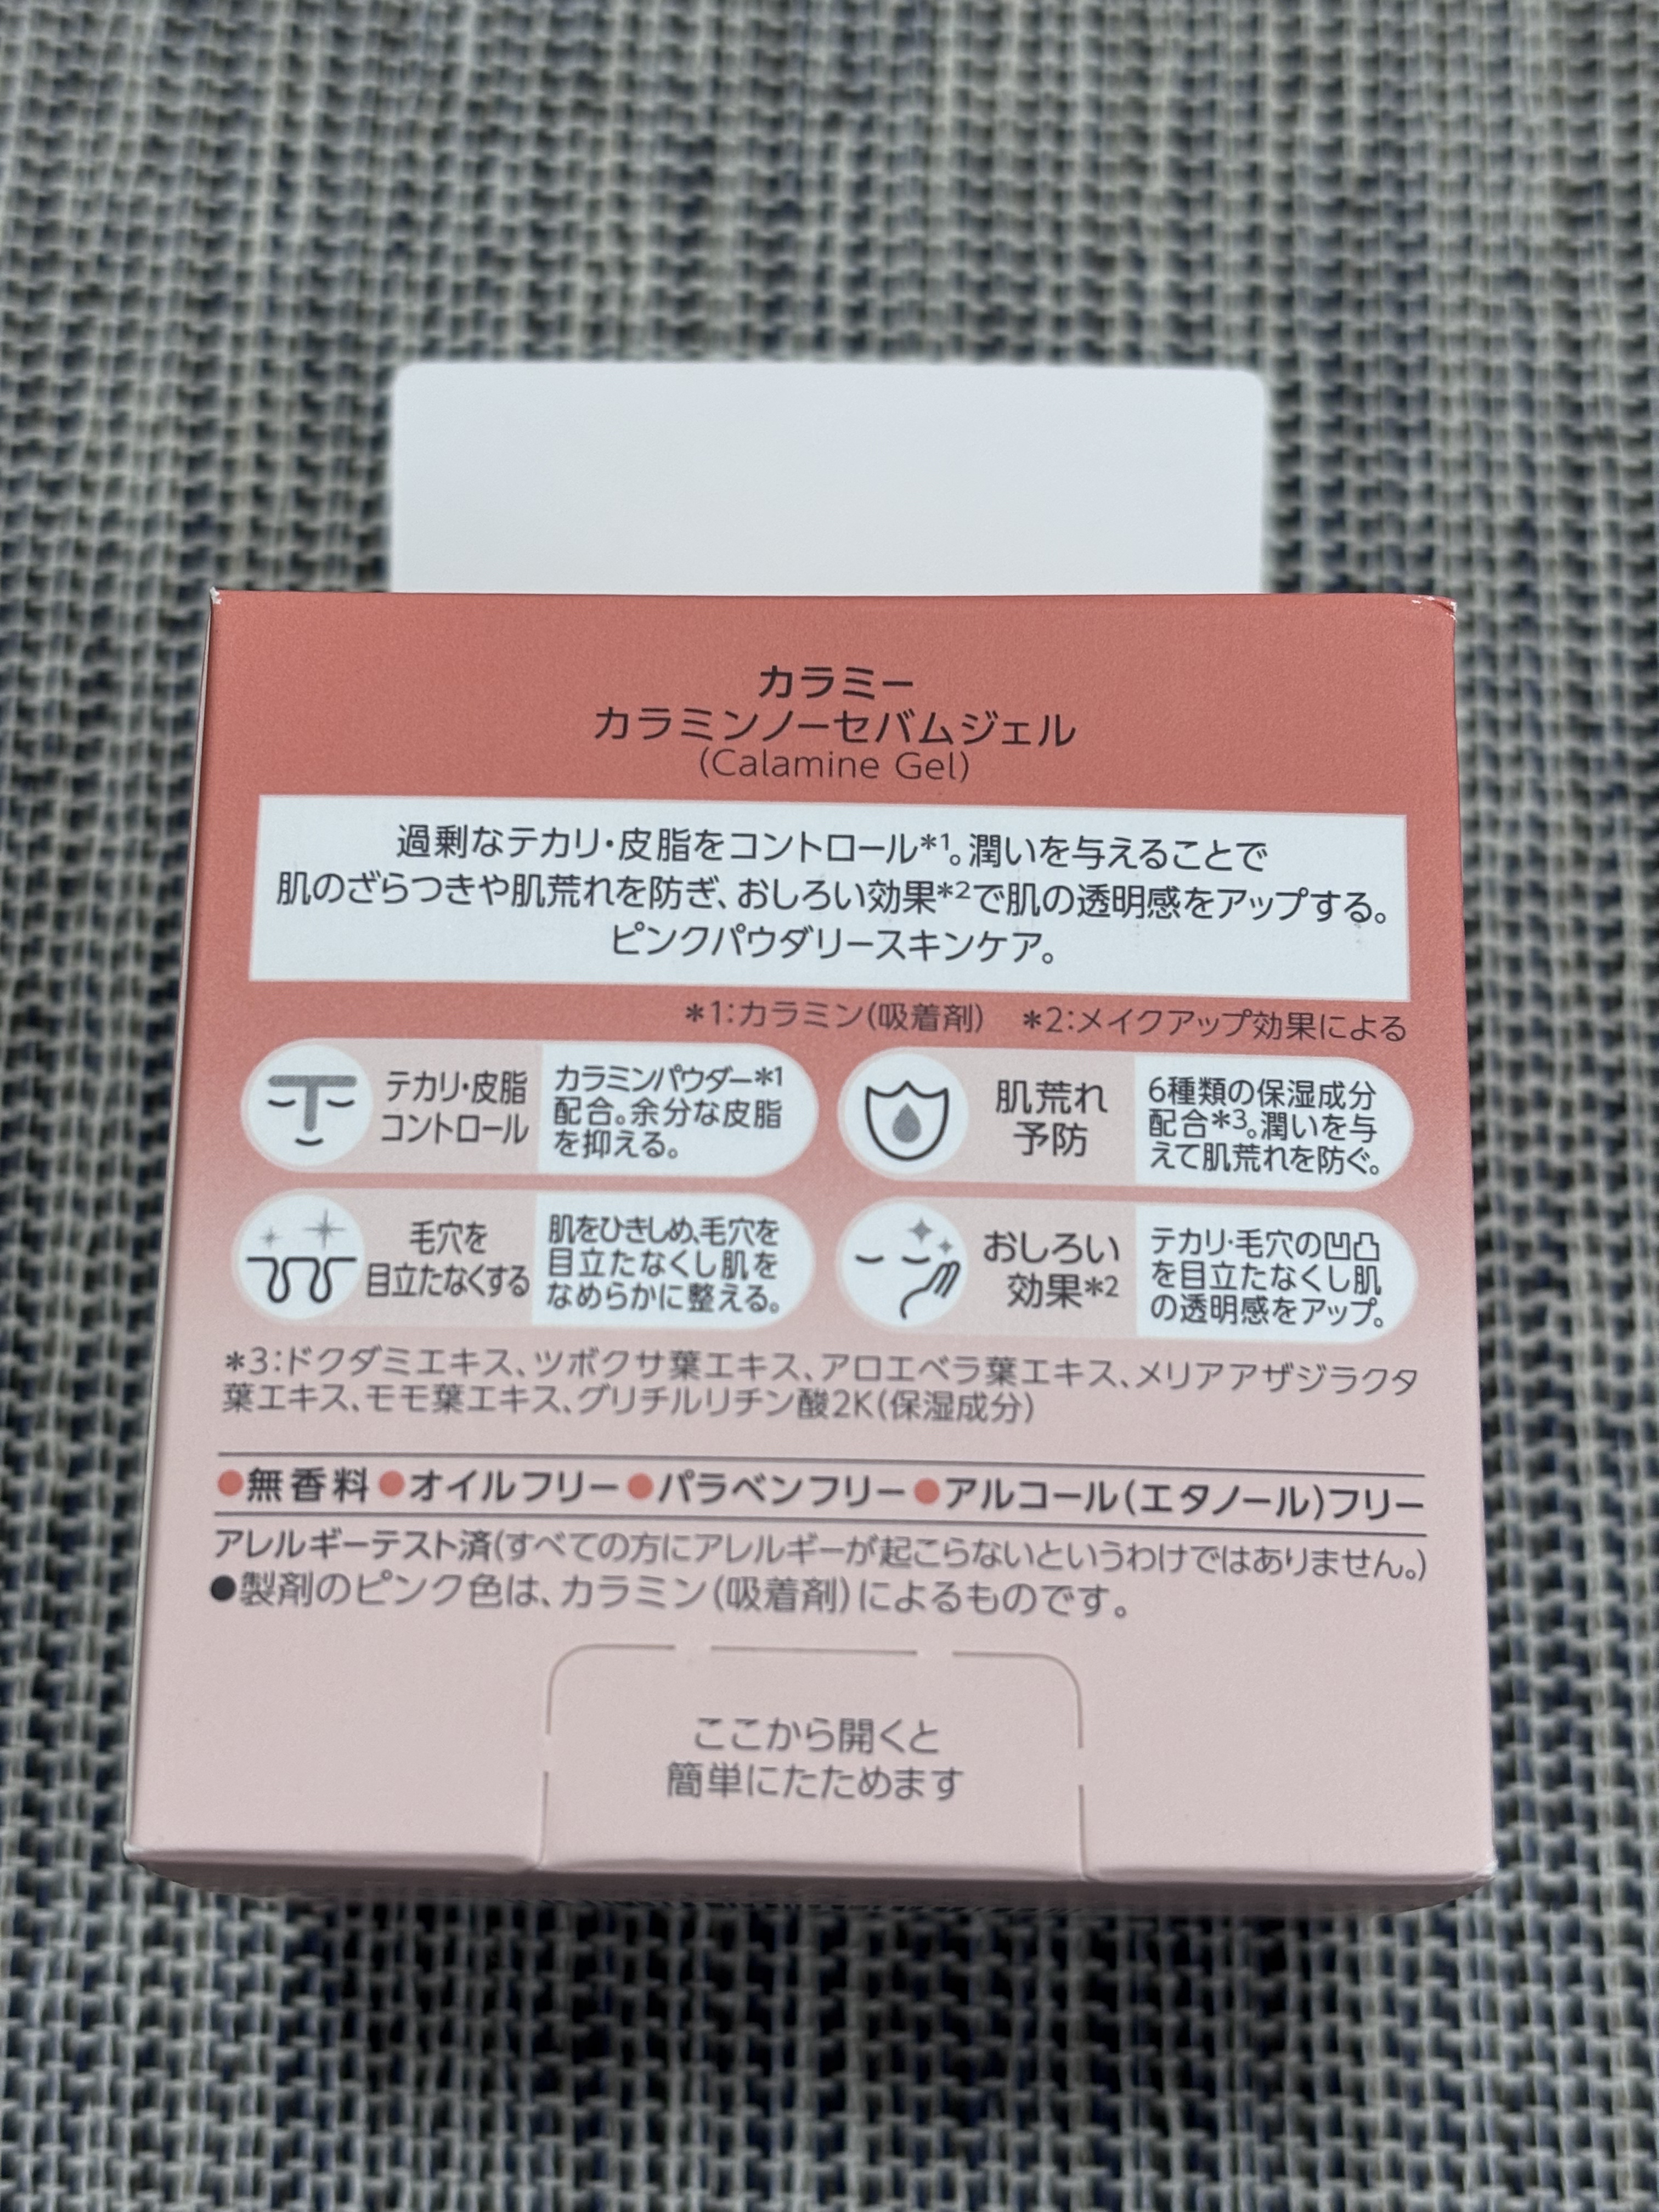 カラミー
カラミンノーセバムジェル
(Calamine Gel)
過剰なテカリ・皮脂をコントロール*1。潤いを与えることで
肌のざらつきや肌荒れを防ぎ、おしろい効果*2で肌の透明感をアップする。
ピンクパウダリースキンケア。
*1:カラミン(吸着剤) *2:メイクアップ効果による
テカリ・皮脂
コントロール
カラミンパウダー*1
配合。余分な皮脂
を抑える。
肌荒れ
予防
6種類の保湿成分
配合*3。潤いを与
えて肌荒れを防ぐ。
毛穴を
目立たなくする
肌をひきしめ、毛穴を
目立たなくし肌を
なめらかに整える。
おしろい
効果*2
テカリ・毛穴の凹凸
を目立たなくし肌
の透明感をアップ。
*3:ドクダミエキス、ツボクサ葉エキス、アロエベラ葉エキス、メリアアザジラクタ
葉エキス、モモ葉エキス、グリチルリチン酸2K(保湿成分)
●無香料●オイルフリー●パラベンフリー●アルコール(エタノール)フリー
アレルギーテスト済(すべての方にアレルギーが起こらないというわけではありません。)
●製剤のピンク色は、カラミン(吸着剤)によるものです。
ここから開くと
簡単にたためます